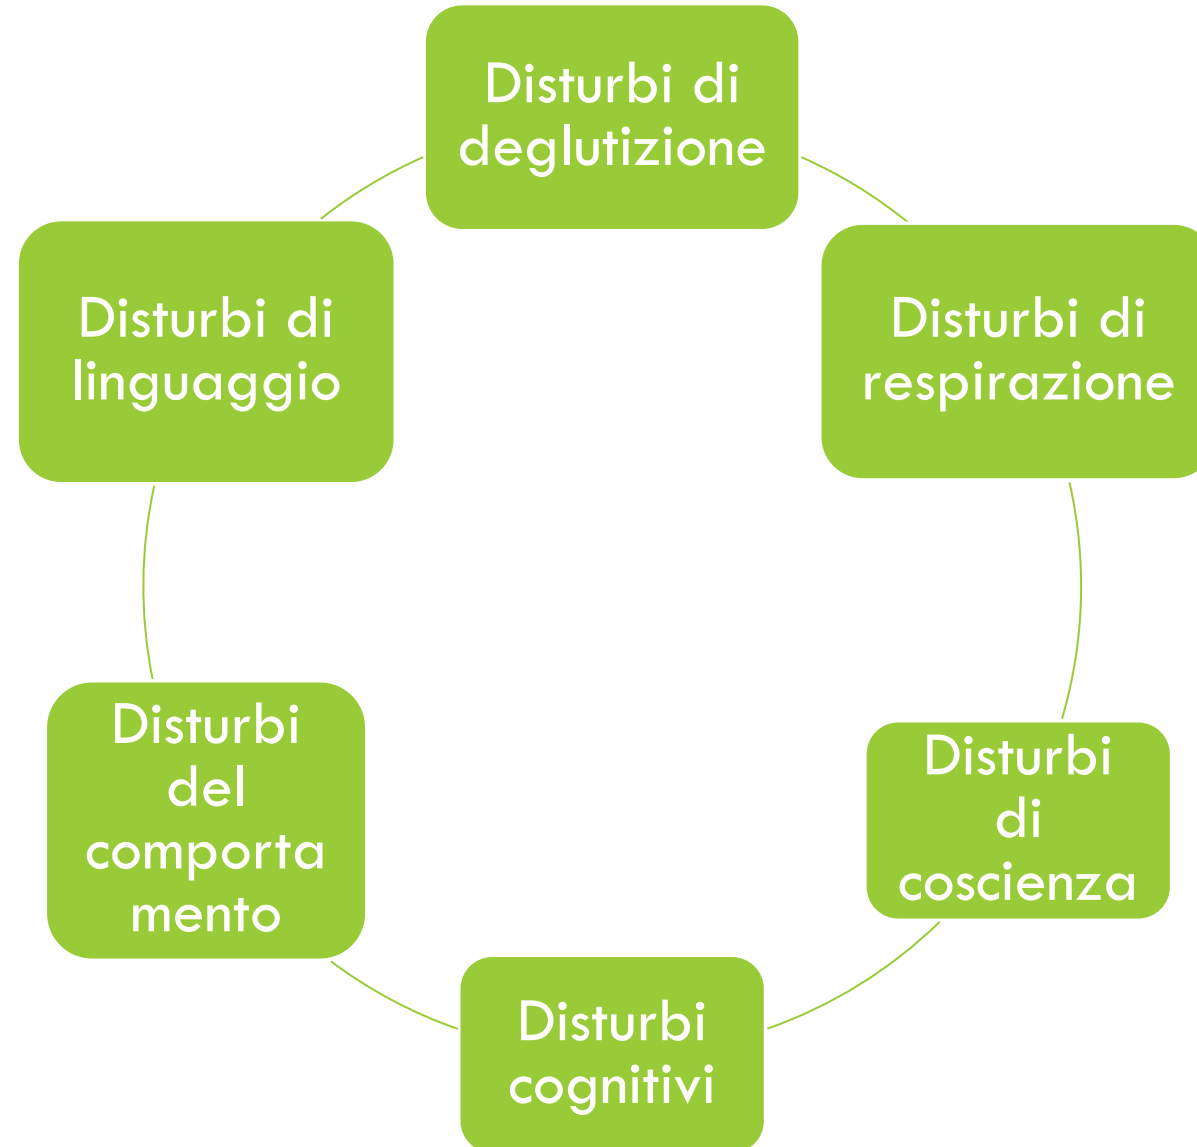 Disturbi di
deglutizione
Disturbi di
linguaggio
Disturbi di
respirazione
Disturbi
del
comporta
mento
Disturbi
di
coscienza
Disturbi
cognitivi